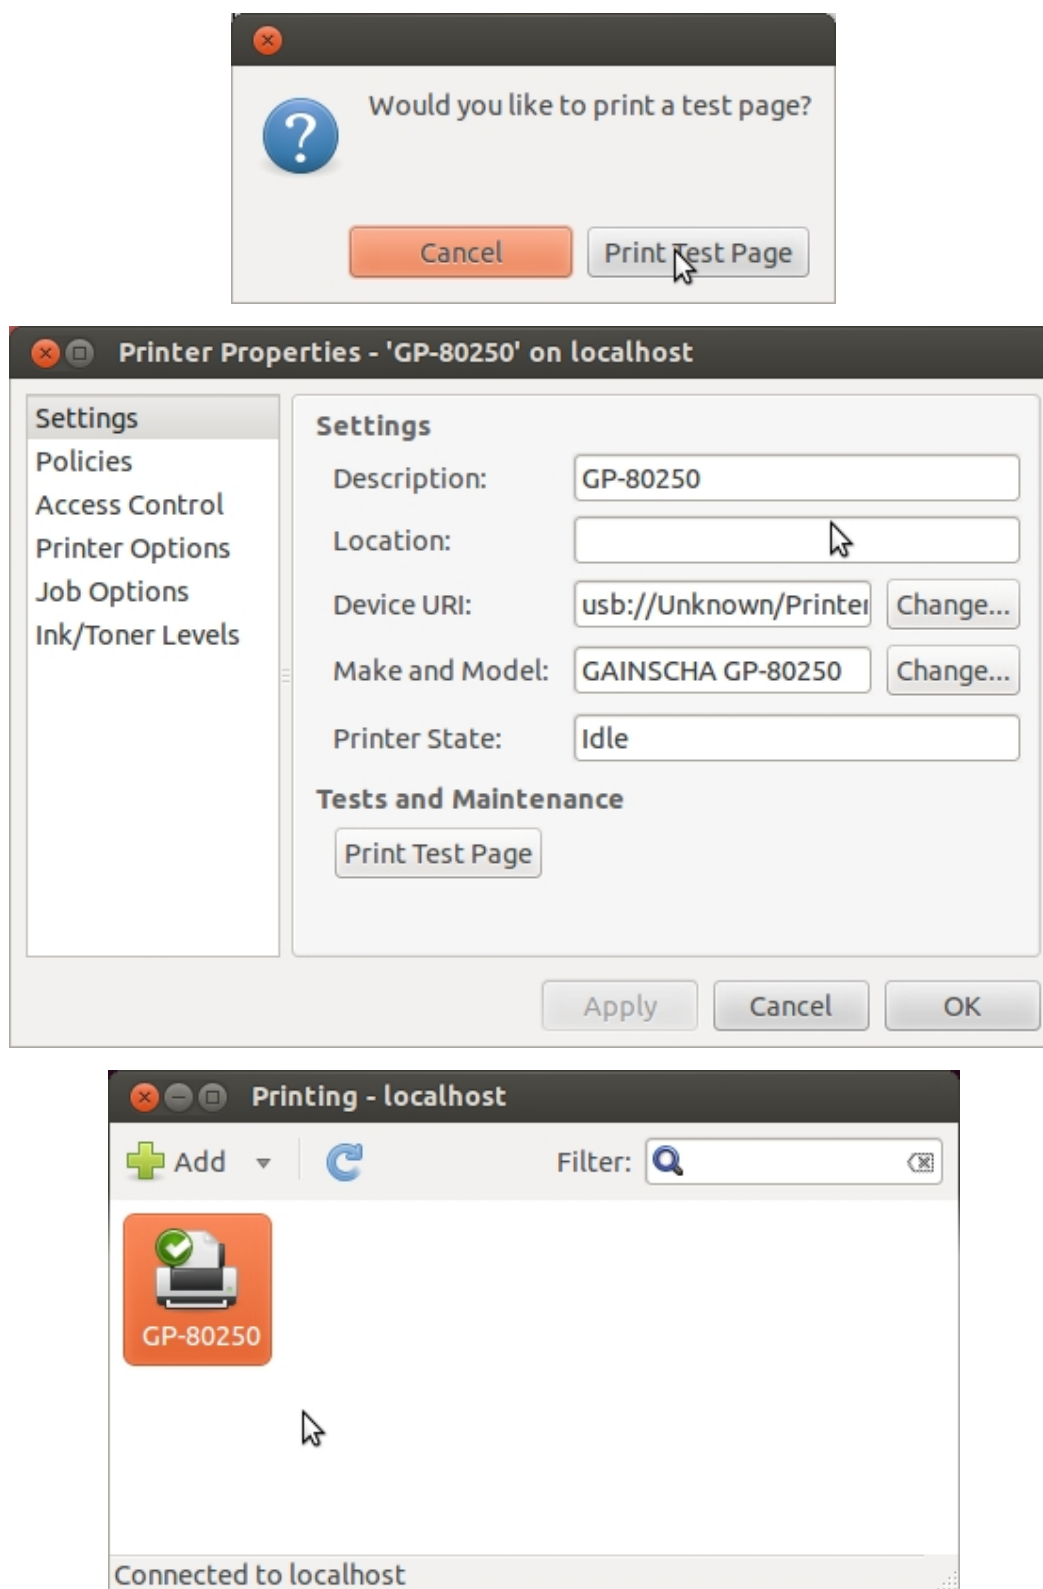 Would you like to print a test page?
Cancel
Print Test Page
Printer Properties - 'GP-80250' on localhost
Settings
Policies
Access Control
Printer Options
Job Options
Ink/Toner Levels
Settings
Description: GP-80250
Location:
Device URI: usb://Unknown/Printer Change...
Make and Model: GAINSCHA GP-80250 Change...
Printer State: Idle
Tests and Maintenance
Print Test Page
Apply Cancel OK
Printing - localhost
Add Filter:
GP-80250
Connected to localhost